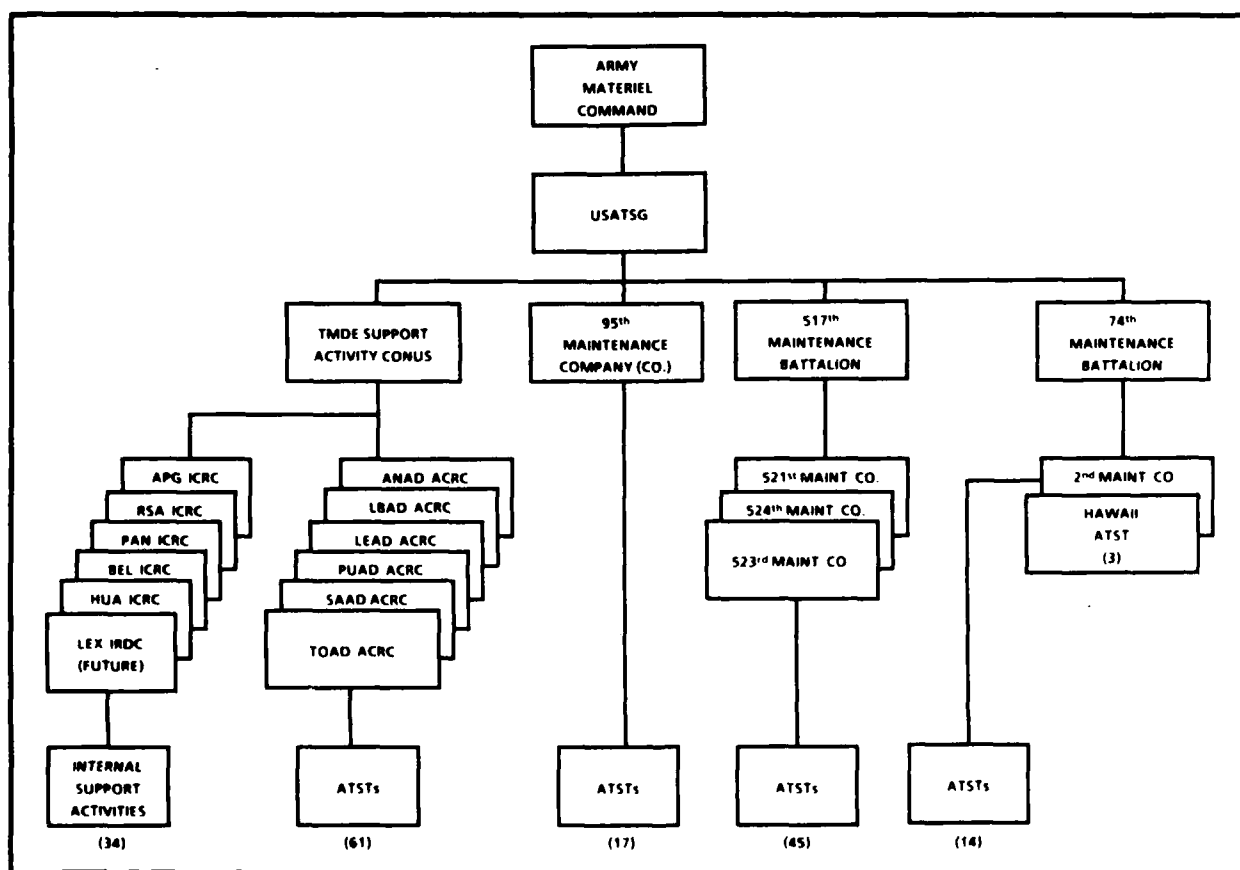 ARMY
MATERIEL
COMMAND
USATSG
TMDE SUPPORT
ACTIVITY CONUS
95th
MAINTENANCE
COMPANY (CO.)
517th
MAINTENANCE
BATTALION
74th
MAINTENANCE
BATTALION
APG ICRC
RSA ICRC
PAN ICRC
BEL ICRC
HUA ICRC
LEX IRDC
(FUTURE)
ANAD ACRC
LBAD ACRC
LEAD ACRC
PUAD ACRC
SAAD ACRC
TOAD ACRC
521st MAINT CO.
524th MAINT CO.
523rd MAINT CO
2nd MAINT CO
HAWAII
ATST
(3)
INTERNAL
SUPPORT
ACTIVITIES
(34)
ATSTs
(61)
ATSTs
(17)
ATSTs
(45)
ATSTs
(14)